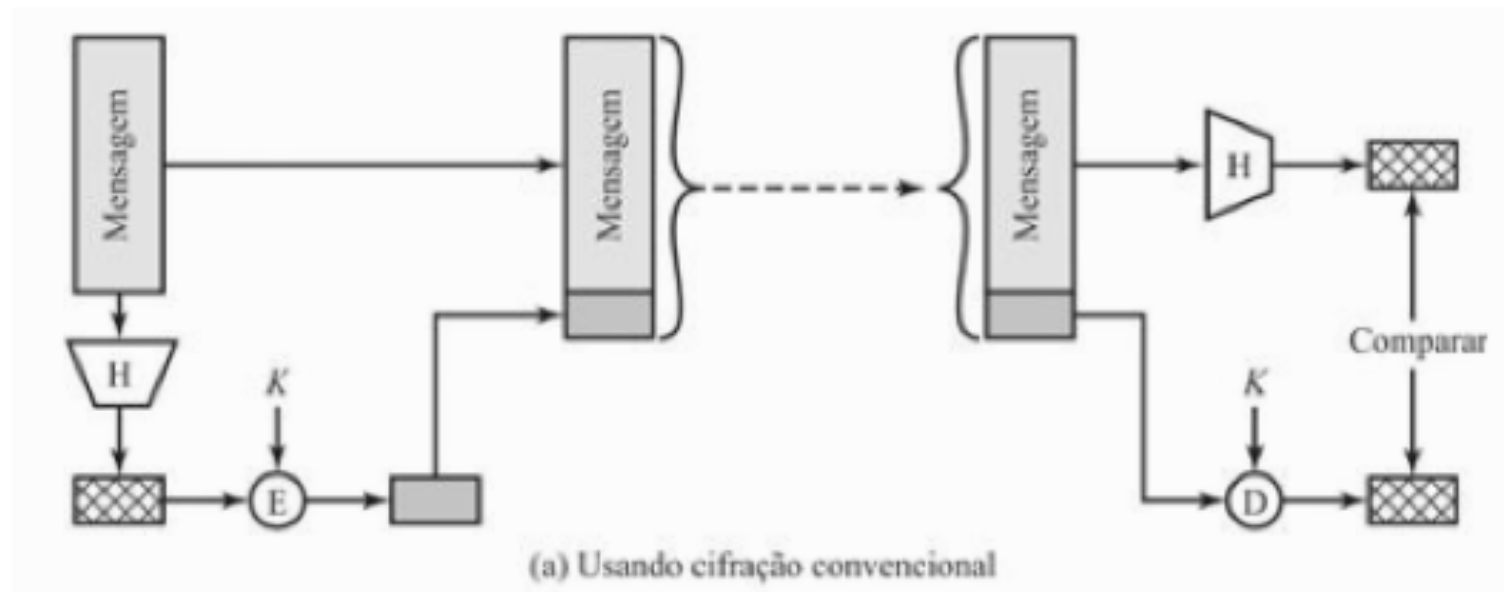 Mensagem
Mensagem
Mensagem
H
H
Comparar
K
K
E
D
(a) Usando cifração convencional